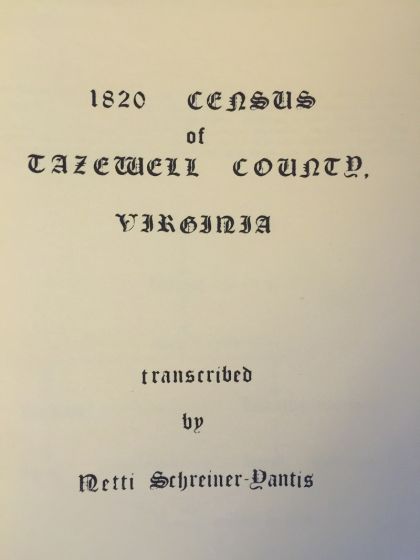 1820 CENSUS
of
TAZEWELL COUNTY,
VIRGINIA
transcribed
by
Netti Schreiner-Yantis